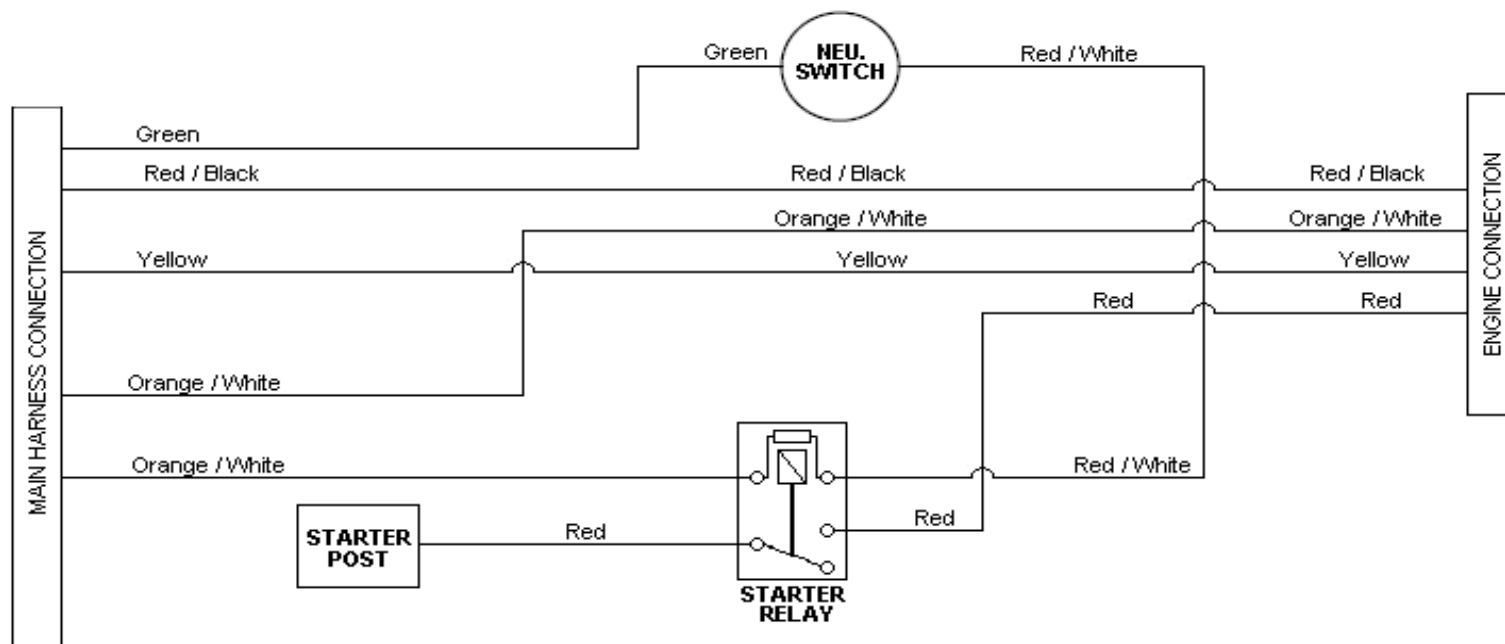 Green
NEU.
SWITCH
Red / White
Green
Red / Black
Red / Black
Red / Black
Orange / White
Orange / White
Yellow
Yellow
Yellow
Red
Red
Orange / White
Orange / White
Red / White
Red
Red
STARTER
POST
STARTER
RELAY
MAIN HARNESS CONNECTION
ENGINE CONNECTION